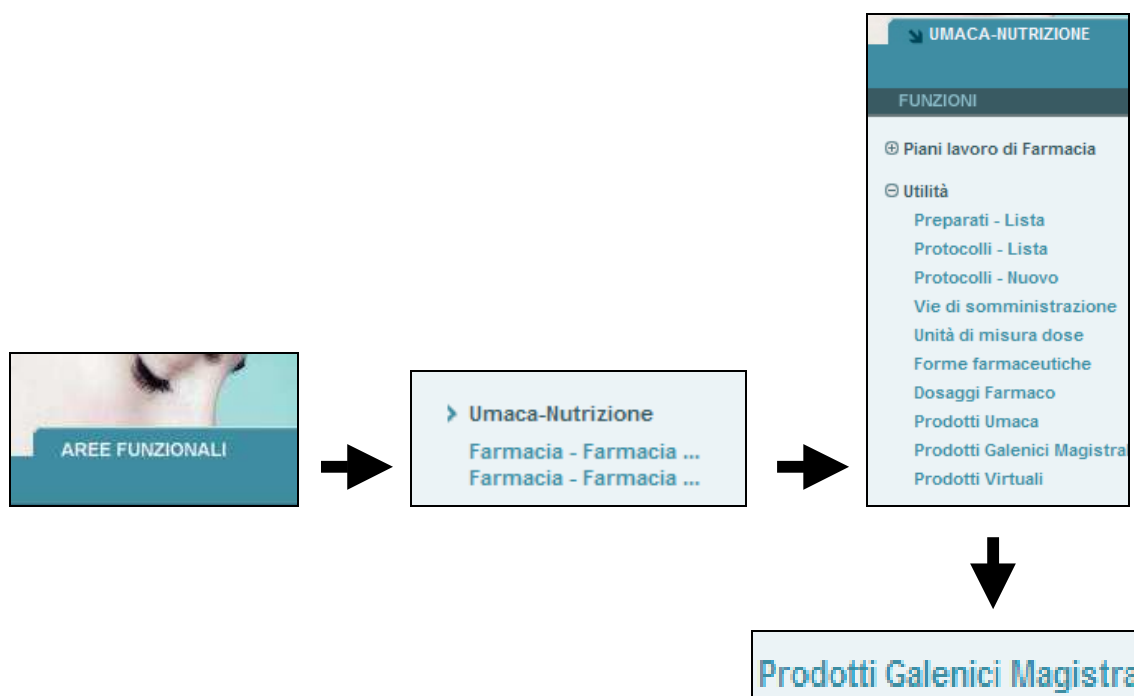 AREE FUNZIONALI
Umaca-Nutrizione
Farmacia - Farmacia ...
Farmacia - Farmacia ...
UMACA-NUTRIZIONE
FUNZIONI
Piani lavoro di Farmacia
Utilità
Preparati - Lista
Protocolli - Lista
Protocolli - Nuovo
Vie di somministrazione
Unità di misura dose
Forme farmaceutiche
Dosaggi Farmaco
Prodotti Umaca
Prodotti Galenici Magistral
Prodotti Virtuali
Prodotti Galenici Magistra